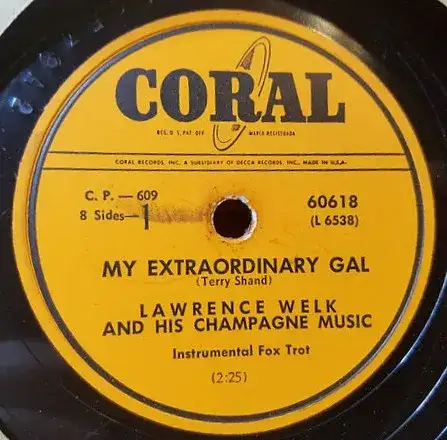 CORAL
REG. U.S. PAT. OFF. MARCA REGISTRADA
CORAL RECORDS, INC., A SUBSIDIARY OF DECCA RECORDS, INC., MADE IN U.S.A.
C. P. — 609
8 Sides—1
60618
(L 6538)
MY EXTRAORDINARY GAL
(Terry Shand)
LAWRENCE WELK
AND HIS CHAMPAGNE MUSIC
Instrumental Fox Trot
(2:25)